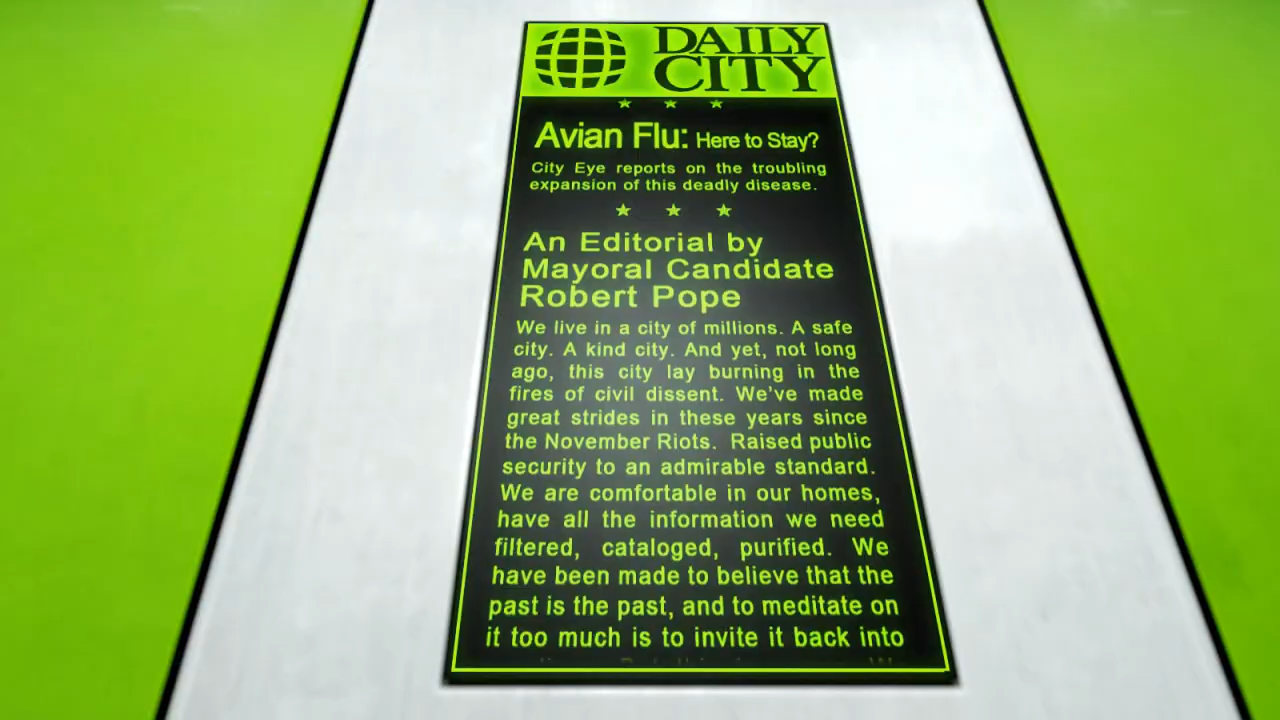 DAILY
CITY
Avian Flu: Here to Stay?
City Eye reports on the troubling
expansion of this deadly disease.
An Editorial by
Mayoral Candidate
Robert Pope
We live in a city of millions. A safe
city. A kind city. And yet, not long
ago, this city lay burning in the
fires of civil dissent. We've made
great strides in these years since
the November Riots. Raised public
security to an admirable standard.
We are comfortable in our homes,
have all the information we need
filtered, cataloged, purified. We
have been made to believe that the
past is the past, and to meditate on
it too much is to invite it back into